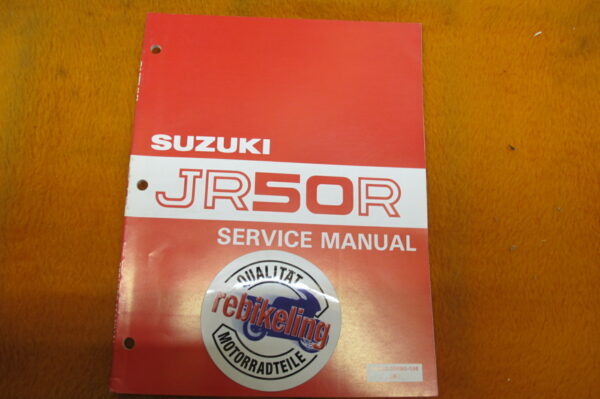 SUZUKI
JR50R
SERVICE MANUAL
QUALITÄT
rebikeling
MOTORRADTEILE